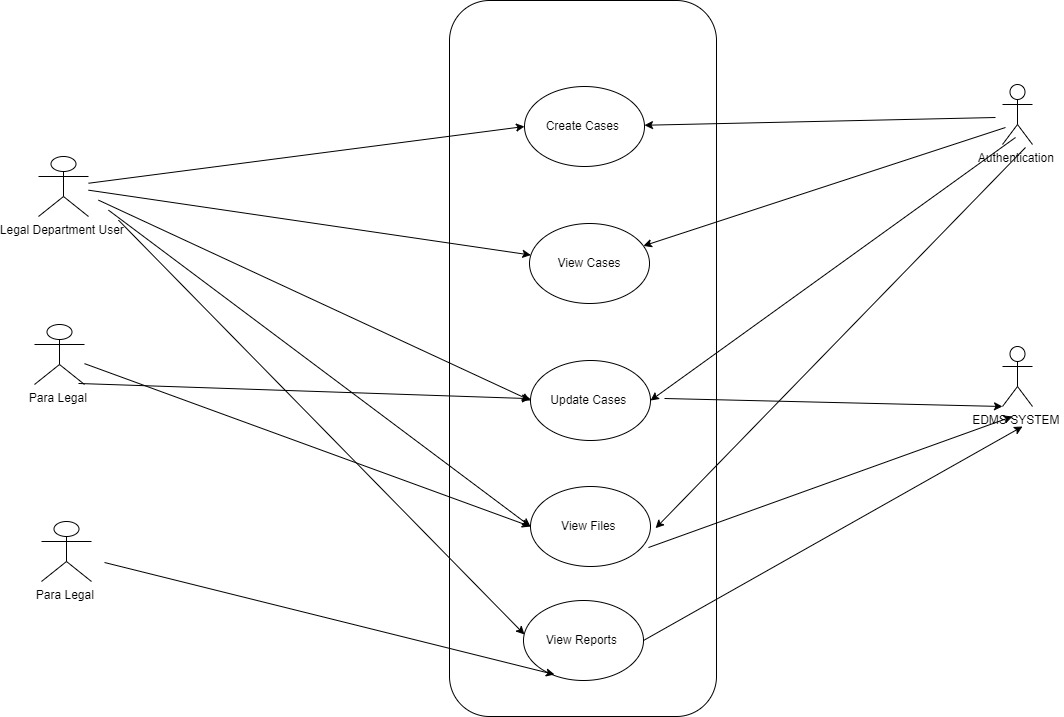 Create Cases
Authentication
Legal Department User
View Cases
Para Legal
Update Cases
EDMS SYSTEM
View Files
Para Legal
View Reports